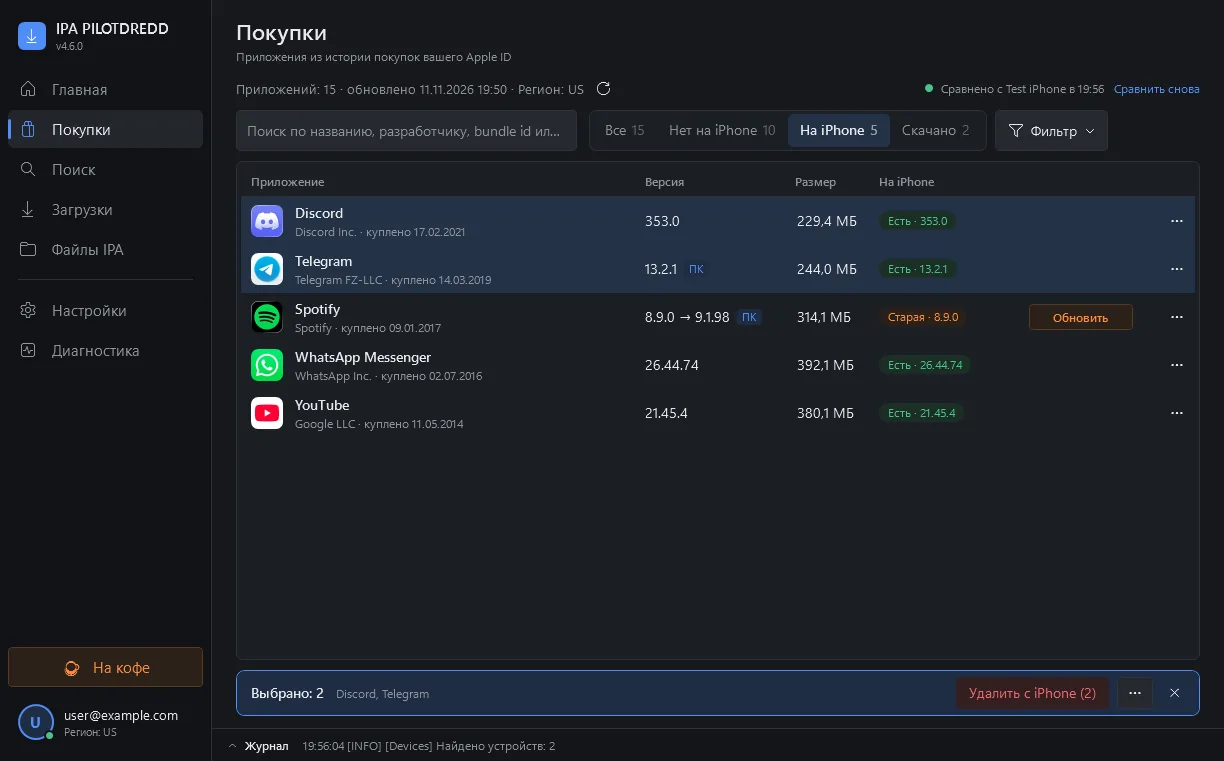 IPA PILOTDREDD
v4.6.0
Главная
Покупки
Поиск
Загрузки
Файлы IPA
Настройки
Диагностика
На кофе
U
user@example.com
Регион: US
Покупки
Приложения из истории покупок вашего Apple ID
Приложений: 15 · обновлено 11.11.2026 19:50 · Регион: US
Сравнено с Test iPhone в 19:56 Сравнить снова
Поиск по названию, разработчику, bundle id ил...
Все 15 Нет на iPhone 10 На iPhone 5 Скачано 2 Фильтр
Приложение Версия Размер На iPhone
Discord
Discord Inc. · куплено 17.02.2021
353.0 229,4 МБ Есть · 353.0 ...
Telegram
Telegram FZ-LLC · куплено 14.03.2019
13.2.1 ПК 244,0 МБ Есть · 13.2.1 ...
Spotify
Spotify · куплено 09.01.2017
8.9.0 → 9.1.98 ПК 314,1 МБ Старая · 8.9.0 Обновить ...
WhatsApp Messenger
WhatsApp Inc. · куплено 02.07.2016
26.44.74 392,1 МБ Есть · 26.44.74 ...
YouTube
Google LLC · куплено 11.05.2014
21.45.4 380,1 МБ Есть · 21.45.4 ...
Выбрано: 2 Discord, Telegram Удалить с iPhone (2) ...
Журнал 19:56:04 [INFO] [Devices] Найдено устройств: 2